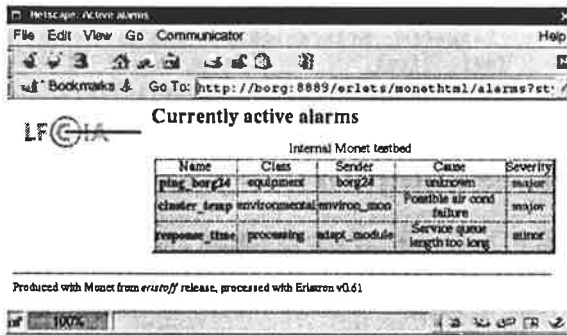 Netscape: Active alarms
File Edit View Go Communicator Help
Bookmarks Go To: http://borg:8889/erlets/monethtml/alarms?st
LFCIA
Currently active alarms
Internal Monet testbed
Name Class Sender Cause Severity
ping_borg24 equipment borg24 unknown major
cluster_temp environmental environ_mon Possible air cond failure major
response_time processing adapt_module Service queue length too long minor
Produced with Monet from eristoff release, processed with Erlatron v0.61
100%